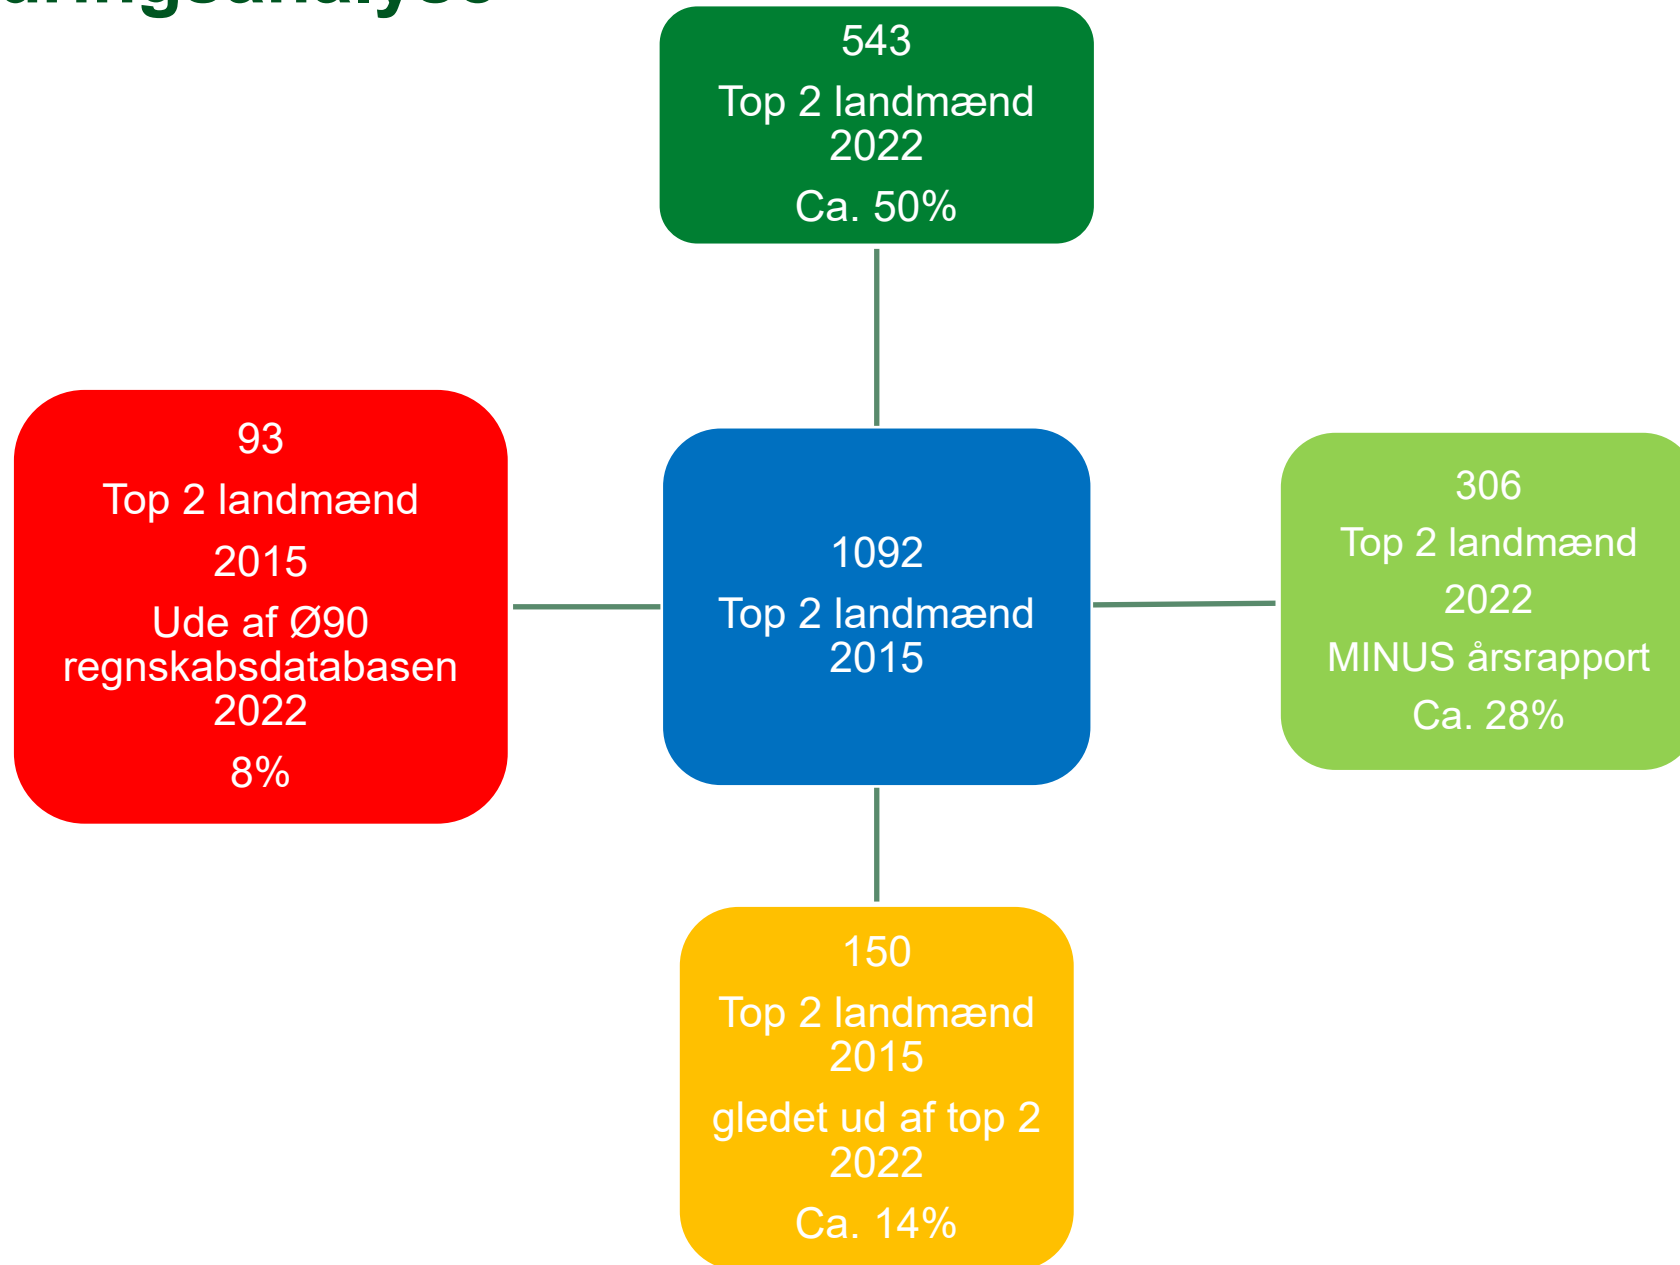 543
Top 2 landmænd
2022
Ca. 50%
93
Top 2 landmænd
2015
Ude af Ø90
regnskabsdatabasen
2022
8%
1092
Top 2 landmænd
2015
306
Top 2 landmænd
2022
MINUS årsrapport
Ca. 28%
150
Top 2 landmænd
2015
gledet ud af top 2
2022
Ca. 14%